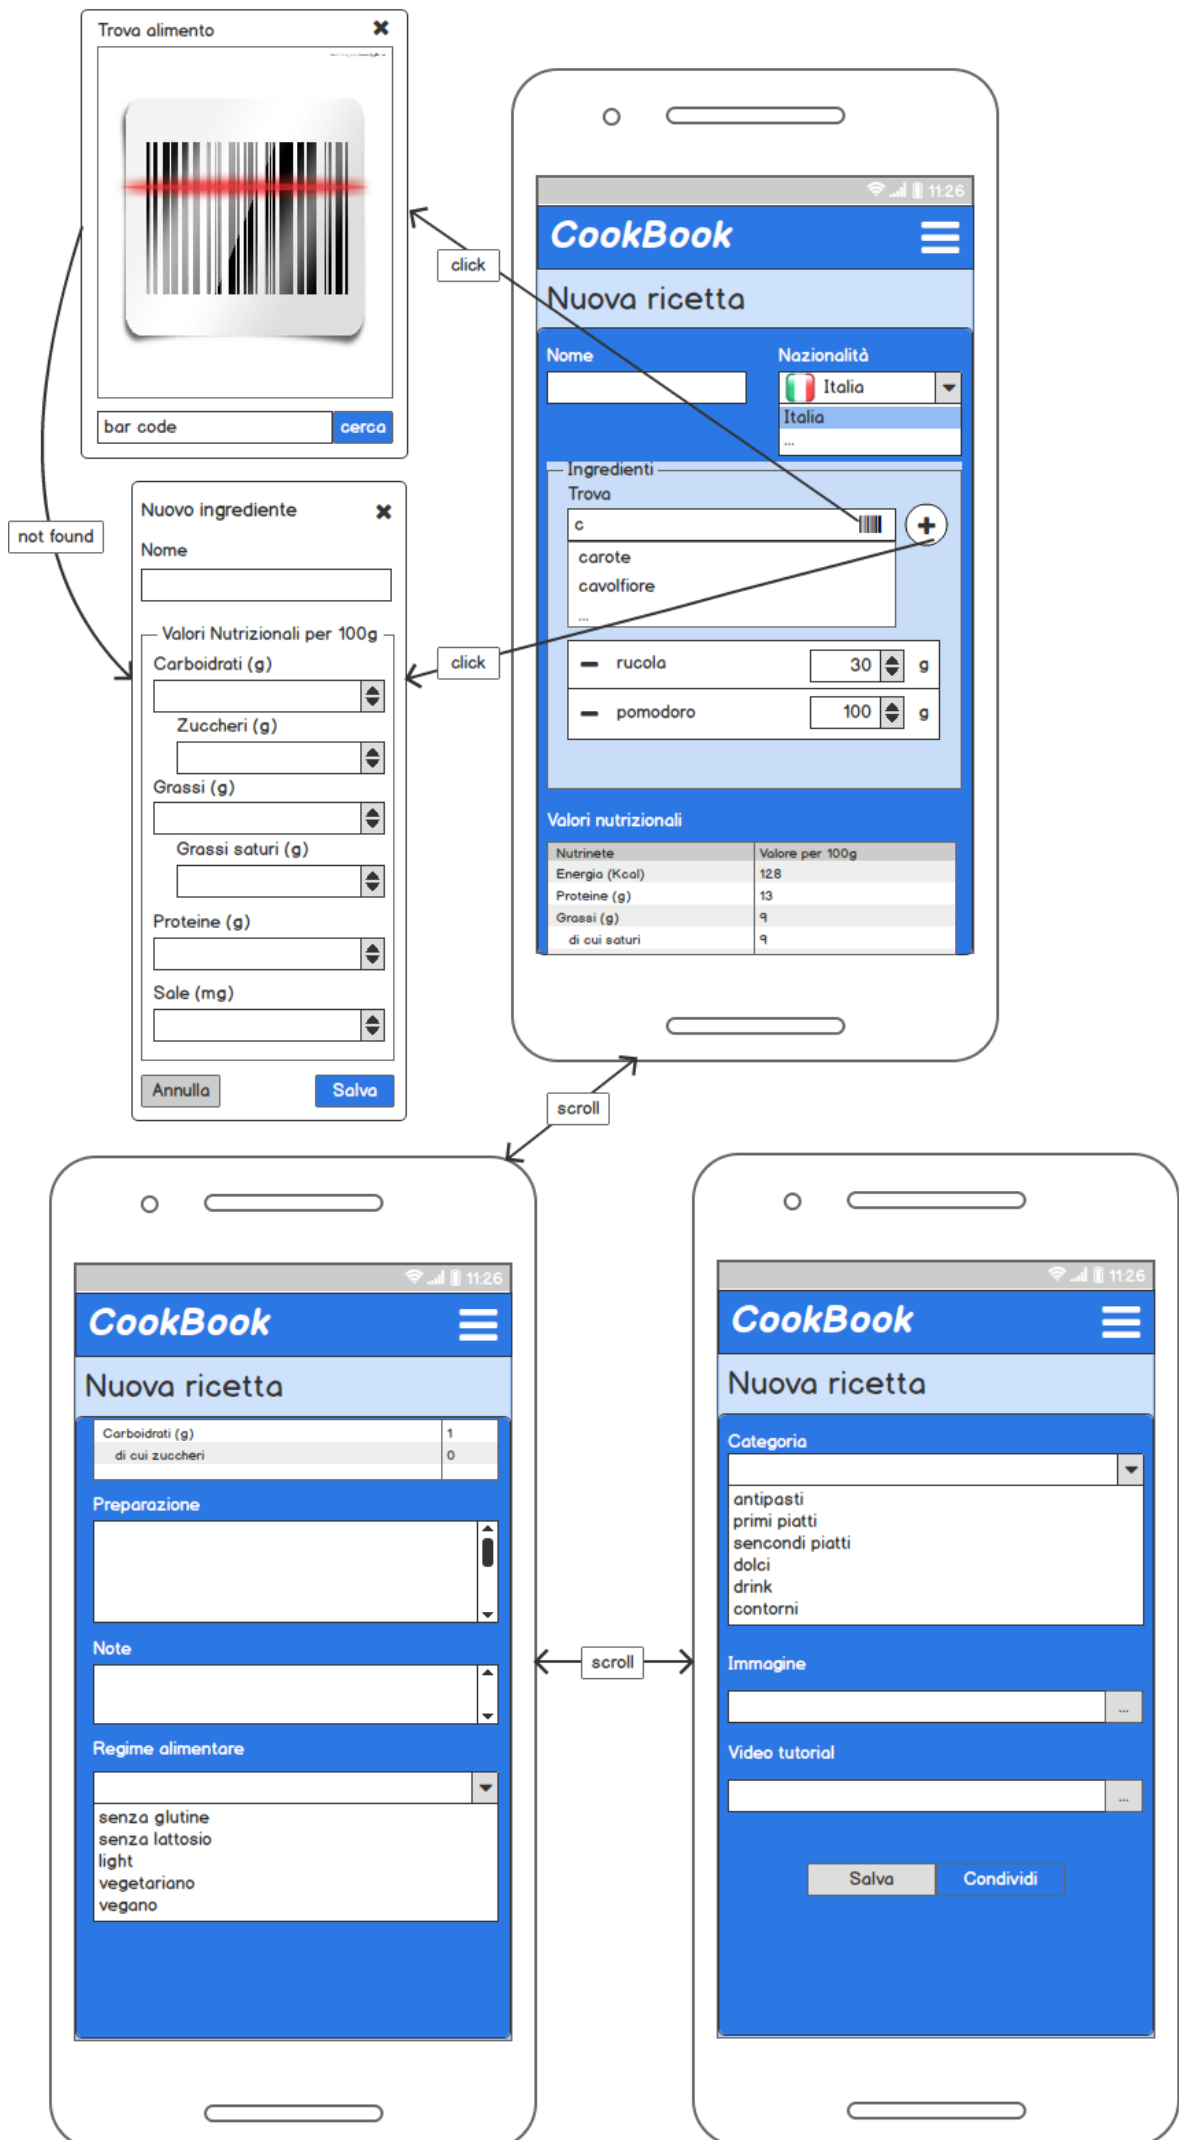 Trova alimento
bar code
cerca
not found
Nuovo ingrediente
Nome
Valori Nutrizionali per 100g
Carboidrati (g)
Zuccheri (g)
Grassi (g)
Grassi saturi (g)
Proteine (g)
Sale (mg)
Annulla
Salva
click
click
11:26
CookBook
Nuova ricetta
Nome
Nazionalità
Italia
Italia
...
Ingredienti
Trova
c
carote
cavolfiore
...
rucola 30 g
pomodoro 100 g
Valori nutrizionali
Nutrinete Valore per 100g
Energia (Kcal) 128
Proteine (g) 13
Grassi (g) 9
di cui saturi 9
scroll
11:26
CookBook
Nuova ricetta
Carboidrati (g) 1
di cui zuccheri 0
Preparazione
Note
Regime alimentare
senza glutine
senza lattosio
light
vegetariano
vegano
scroll
11:26
CookBook
Nuova ricetta
Categoria
antipasti
primi piatti
sencondi piatti
dolci
drink
contorni
Immagine
...
Video tutorial
...
Salva
Condividi